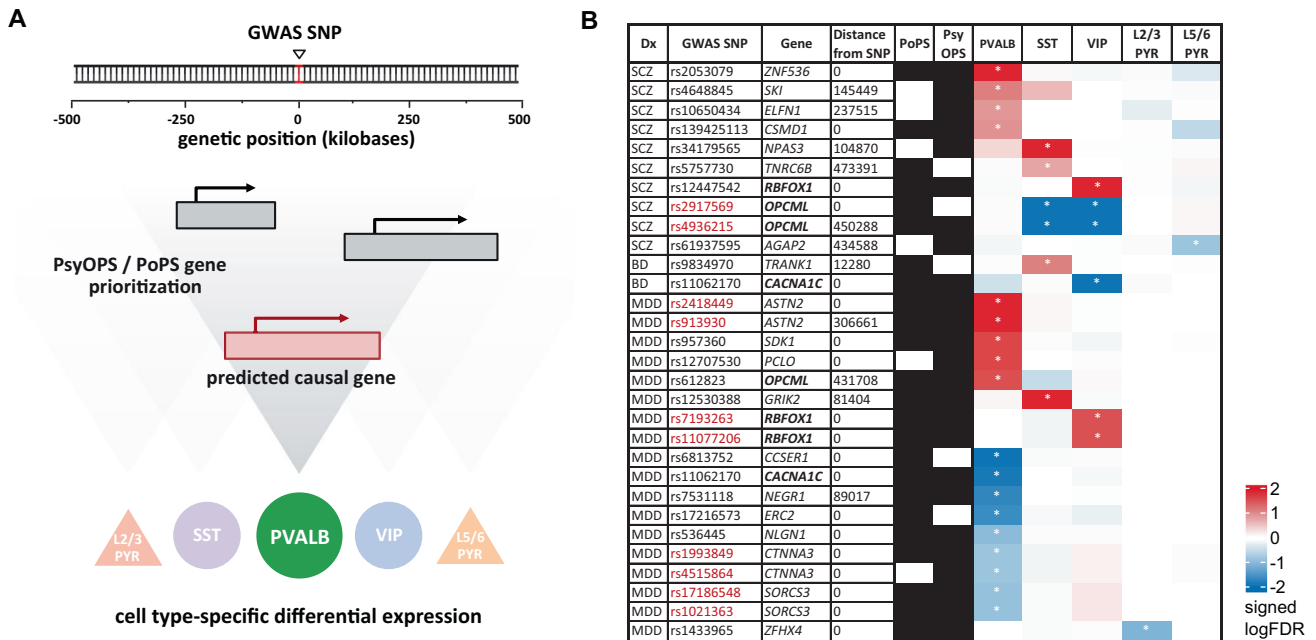 A
GWAS SNP
-500 -250 0 250 500
genetic position (kilobases)
PsyOPS / PoPS gene
prioritization
predicted causal gene
L2/3
PYR
SST
PVALB
VIP
L5/6
PYR
cell type-specific differential expression
B
Dx GWAS SNP Gene Distance from SNP PoPS Psy OPS PVALB SST VIP L2/3 PYR L5/6 PYR
SCZ rs2053079 ZNF536 0 *
SCZ rs4648845 SKI 145449 *
SCZ rs10650434 ELFN1 237515 *
SCZ rs139425113 CSMD1 0 *
SCZ rs34179565 NPAS3 104870 *
SCZ rs5757730 TNRC6B 473391 *
SCZ rs12447542 RBFOX1 0 *
SCZ rs2917569 OPCML 0 * *
SCZ rs4936215 OPCML 450288 * *
SCZ rs61937595 AGAP2 434588 *
BD rs9834970 TRANK1 12280 *
BD rs11062170 CACNA1C 0 *
MDD rs2418449 ASTN2 0 *
MDD rs913930 ASTN2 306661 *
MDD rs957360 SDK1 0 *
MDD rs12707530 PCLO 0 *
MDD rs612823 OPCML 431708 *
MDD rs12530388 GRIK2 81404 *
MDD rs7193263 RBFOX1 0 *
MDD rs11077206 RBFOX1 0 *
MDD rs6813752 CCSER1 0 *
MDD rs11062170 CACNA1C 0 *
MDD rs7531118 NEGR1 89017 *
MDD rs17216573 ERC2 0 *
MDD rs536445 NLGN1 0 *
MDD rs1993849 CTNNA3 0 *
MDD rs4515864 CTNNA3 0 *
MDD rs17186548 SORCS3 0 *
MDD rs1021363 SORCS3 0 *
MDD rs1433965 ZFHX4 0 *
2
1
0
-1
-2
signed
logFDR